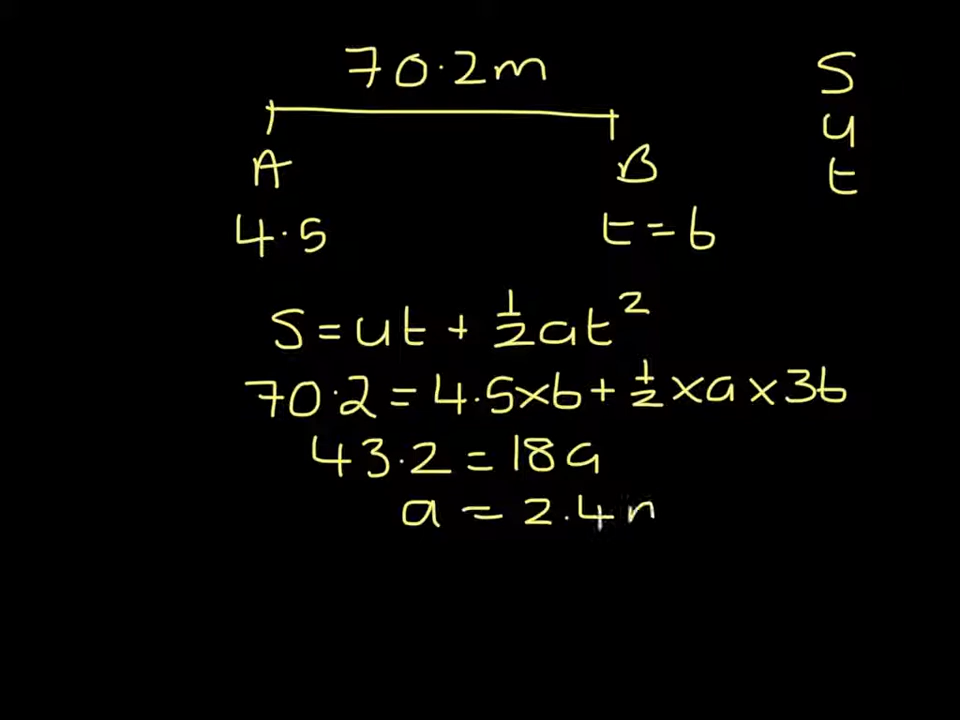 70.2m
S
u
t
A
B
4.5
t = 6
S = ut + ½at²
70.2 = 4.5×6 + ½ × a × 36
43.2 = 18a
a = 2.4 m